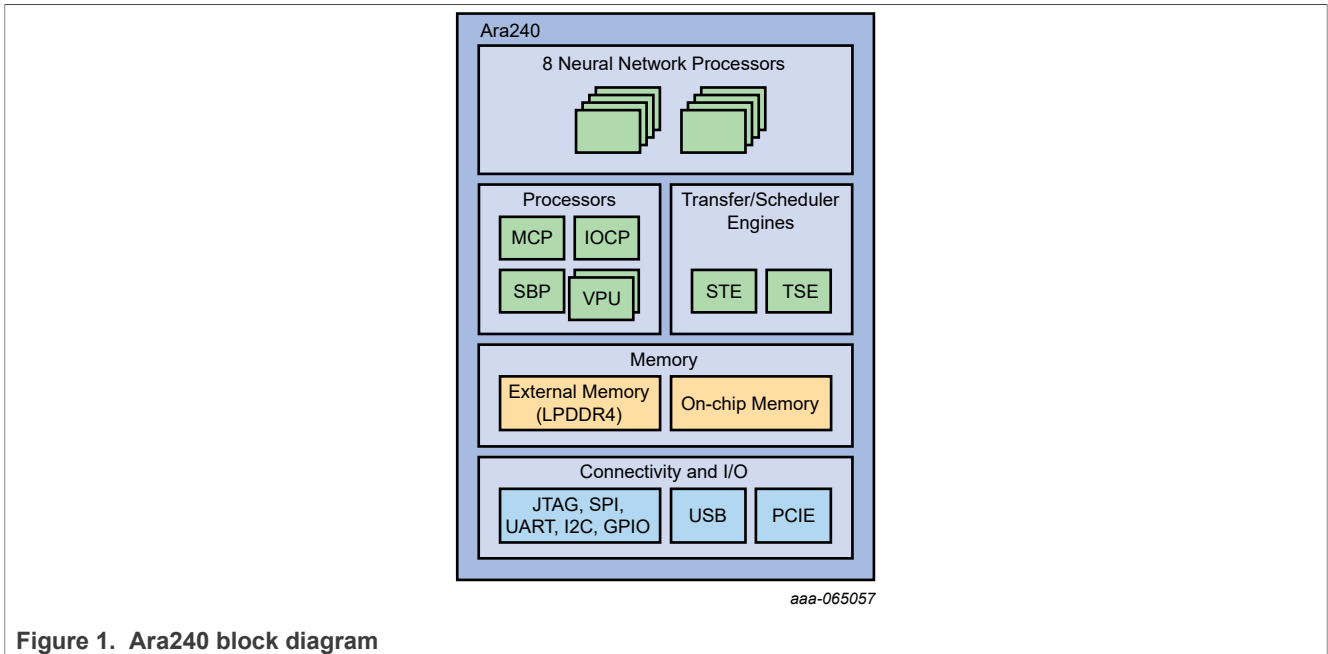 Ara240
8 Neural Network Processors
Processors
MCP
IOCP
SBP
VPU
Transfer/Scheduler
Engines
STE
TSE
Memory
External Memory
(LPDDR4)
On-chip Memory
Connectivity and I/O
JTAG, SPI,
UART, I2C, GPIO
USB
PCIE
aaa-065057
Figure 1. Ara240 block diagram